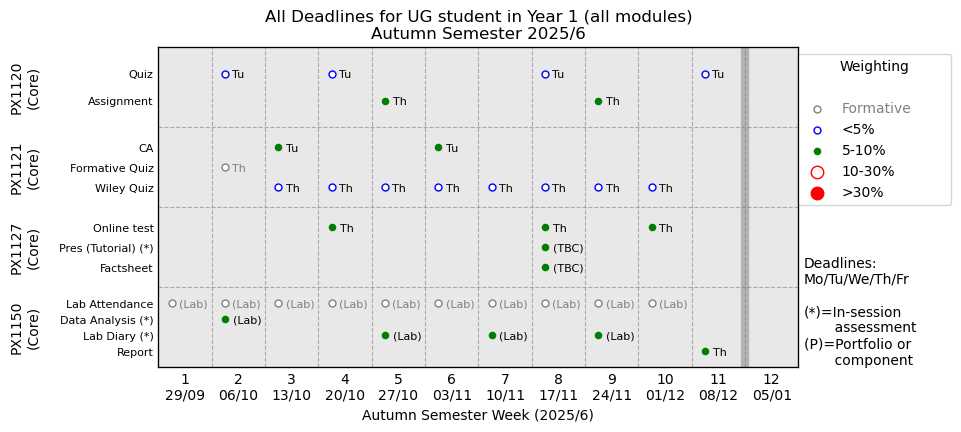 All Deadlines for UG student in Year 1 (all modules)
Autumn Semester 2025/6
PX1120
(Core)
Quiz Tu Tu Tu Tu
Assignment Th Th
PX1121
(Core)
CA Tu Tu
Formative Quiz Th
Wiley Quiz Th Th Th Th Th Th Th Th
PX1127
(Core)
Online test Th Th Th
Pres (Tutorial) (*) (TBC)
Factsheet (TBC)
PX1150
(Core)
Lab Attendance (Lab) (Lab) (Lab) (Lab) (Lab) (Lab) (Lab) (Lab) (Lab) (Lab)
Data Analysis (*) (Lab)
Lab Diary (*) (Lab) (Lab) (Lab)
Report Th
1 2 3 4 5 6 7 8 9 10 11 12
29/09 06/10 13/10 20/10 27/10 03/11 10/11 17/11 24/11 01/12 08/12 05/01
Autumn Semester Week (2025/6)
Weighting
Formative
<5%
5-10%
10-30%
>30%
Deadlines:
Mo/Tu/We/Th/Fr
(*)=In-session
assessment
(P)=Portfolio or
component